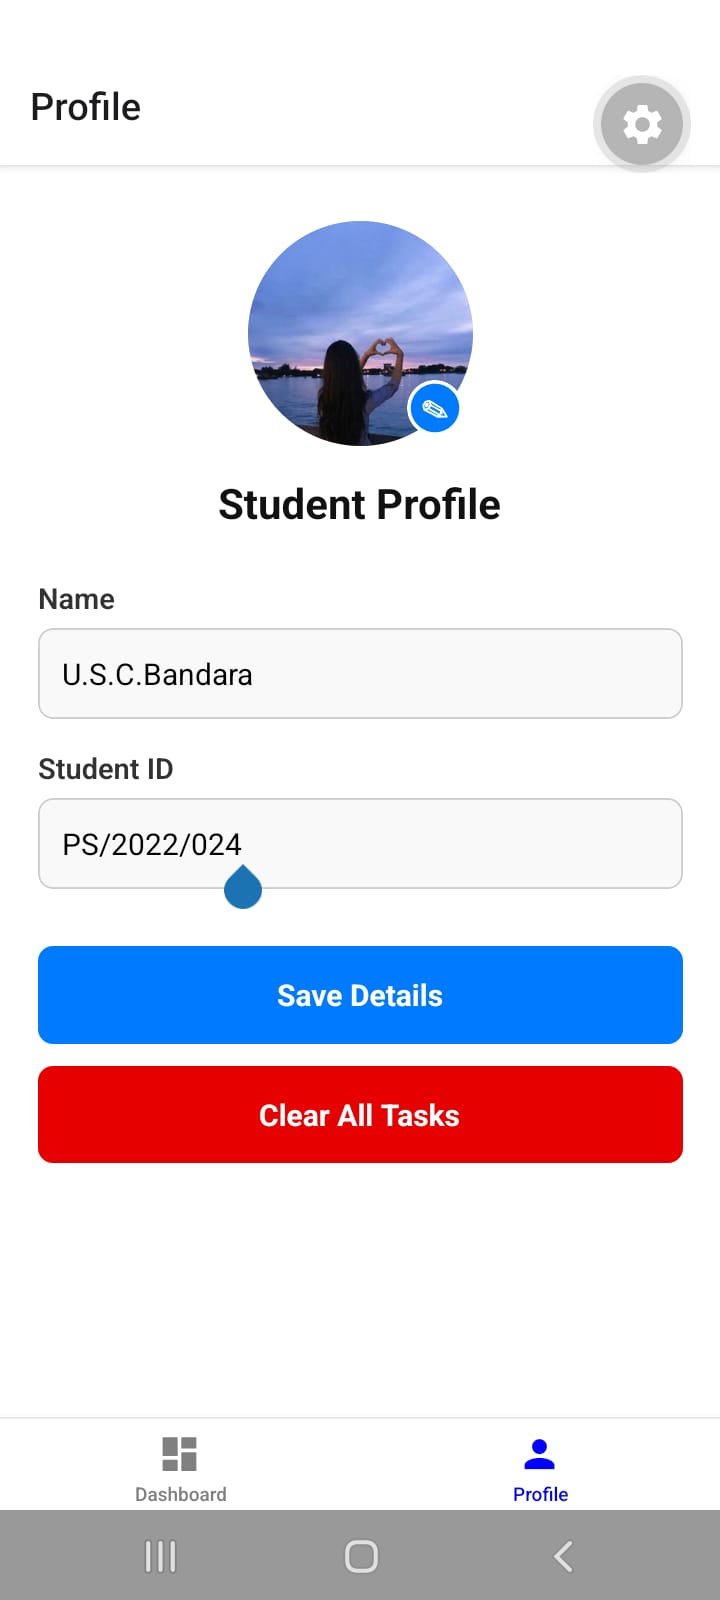 Profile
Student Profile
Name
U.S.C.Bandara
Student ID
PS/2022/024
Save Details
Clear All Tasks
Dashboard
Profile